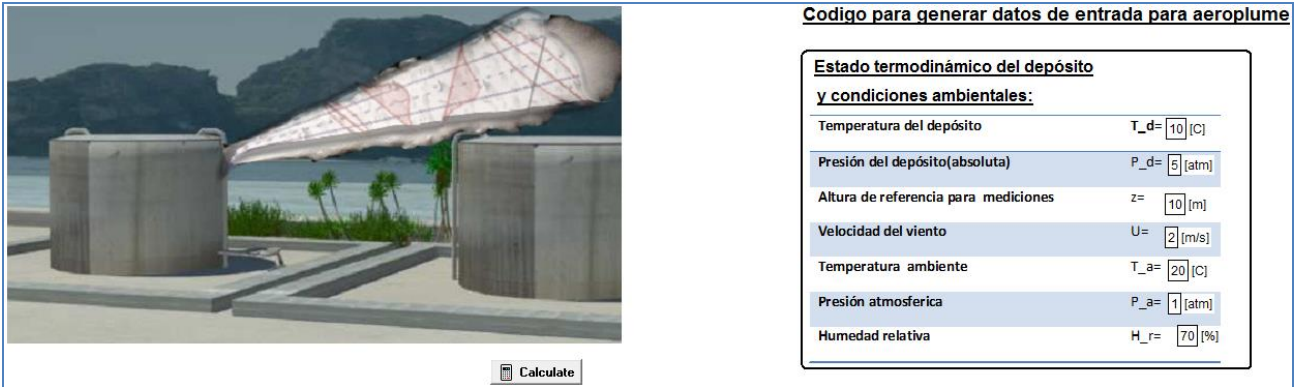 Codigo para generar datos de entrada para aeroplume
Estado termodinámico del depósito
y condiciones ambientales:
Temperatura del depósito T_d= 10 [C]
Presión del depósito(absoluta) P_d= 5 [atm]
Altura de referencia para mediciones z= 10 [m]
Velocidad del viento U= 2 [m/s]
Temperatura ambiente T_a= 20 [C]
Presión atmosferica P_a= 1 [atm]
Humedad relativa H_r= 70 [%]
Calculate